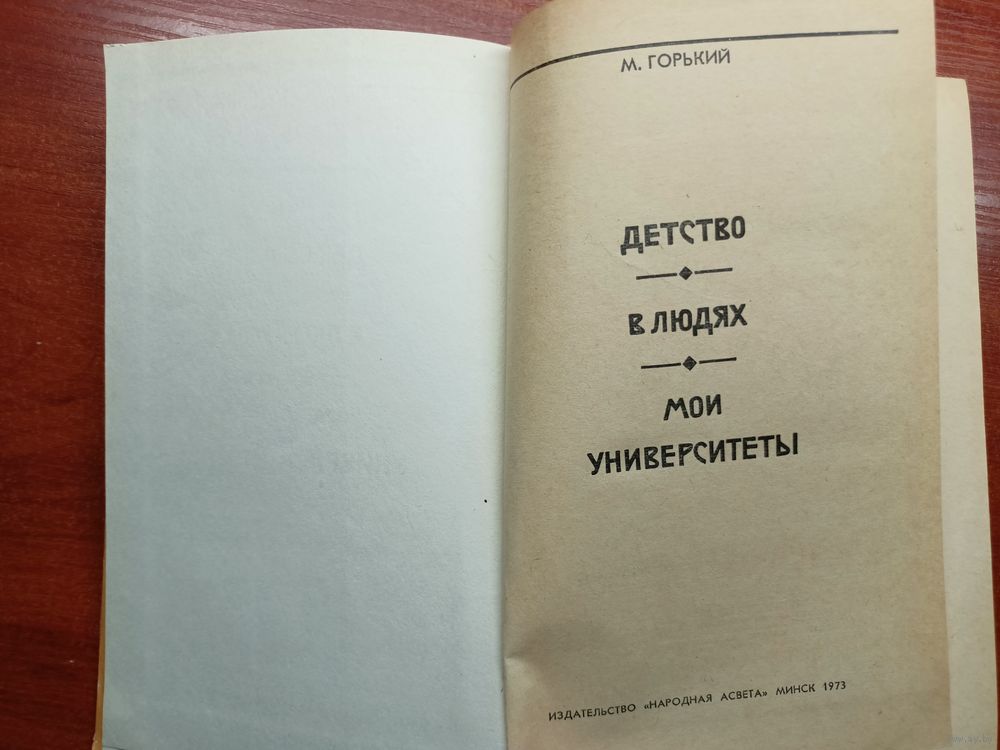 М. ГОРЬКИЙ
ДЕТСТВО
В ЛЮДЯХ
МОИ
УНИВЕРСИТЕТЫ
ИЗДАТЕЛЬСТВО «НАРОДНАЯ АСВЕТА» МИНСК 1973